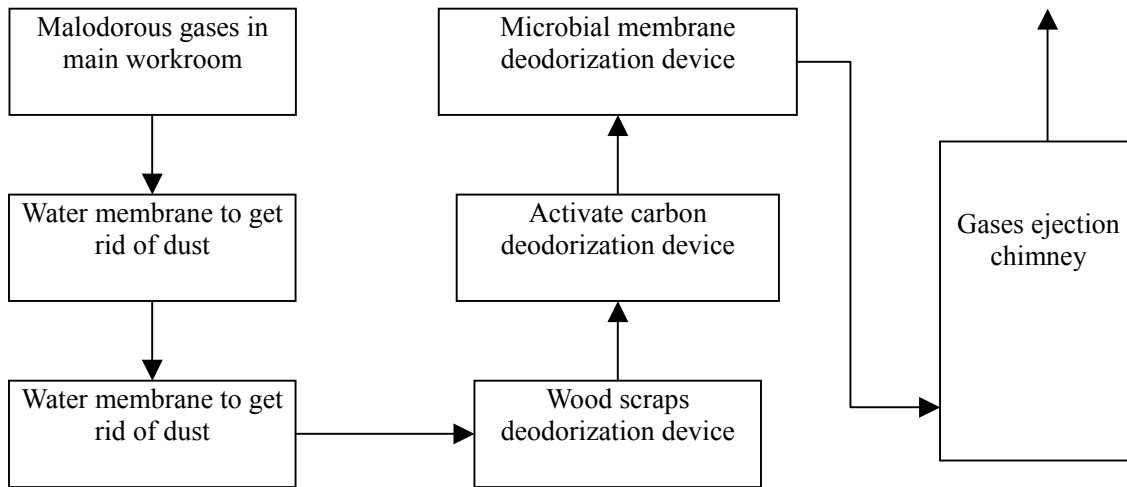 Malodorous gases in
main workroom
Water membrane to get
rid of dust
Water membrane to get
rid of dust
Wood scraps
deodorization device
Activate carbon
deodorization device
Microbial membrane
deodorization device
Gases ejection
chimney